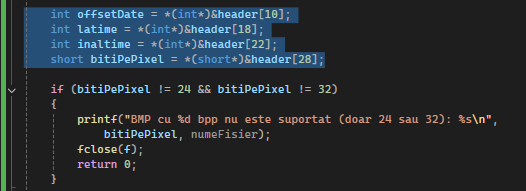 int offsetDate = *(int*)&header[10];
int latime = *(int*)&header[18];
int inaltime = *(int*)&header[22];
short bitiPePixel = *(short*)&header[28];
if (bitiPePixel != 24 && bitiPePixel != 32)
{
printf("BMP cu %d bpp nu este suportat (doar 24 sau 32): %s\n",
bitiPePixel, numeFisier);
fclose(f);
return 0;
}